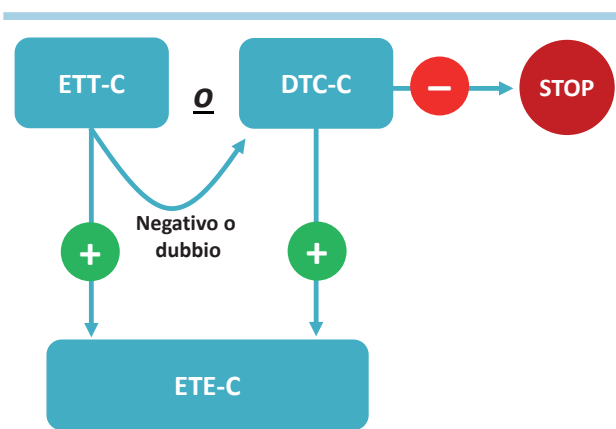 ETT-C
o
DTC-C
–
STOP
Negativo o
dubbio
+
+
ETE-C